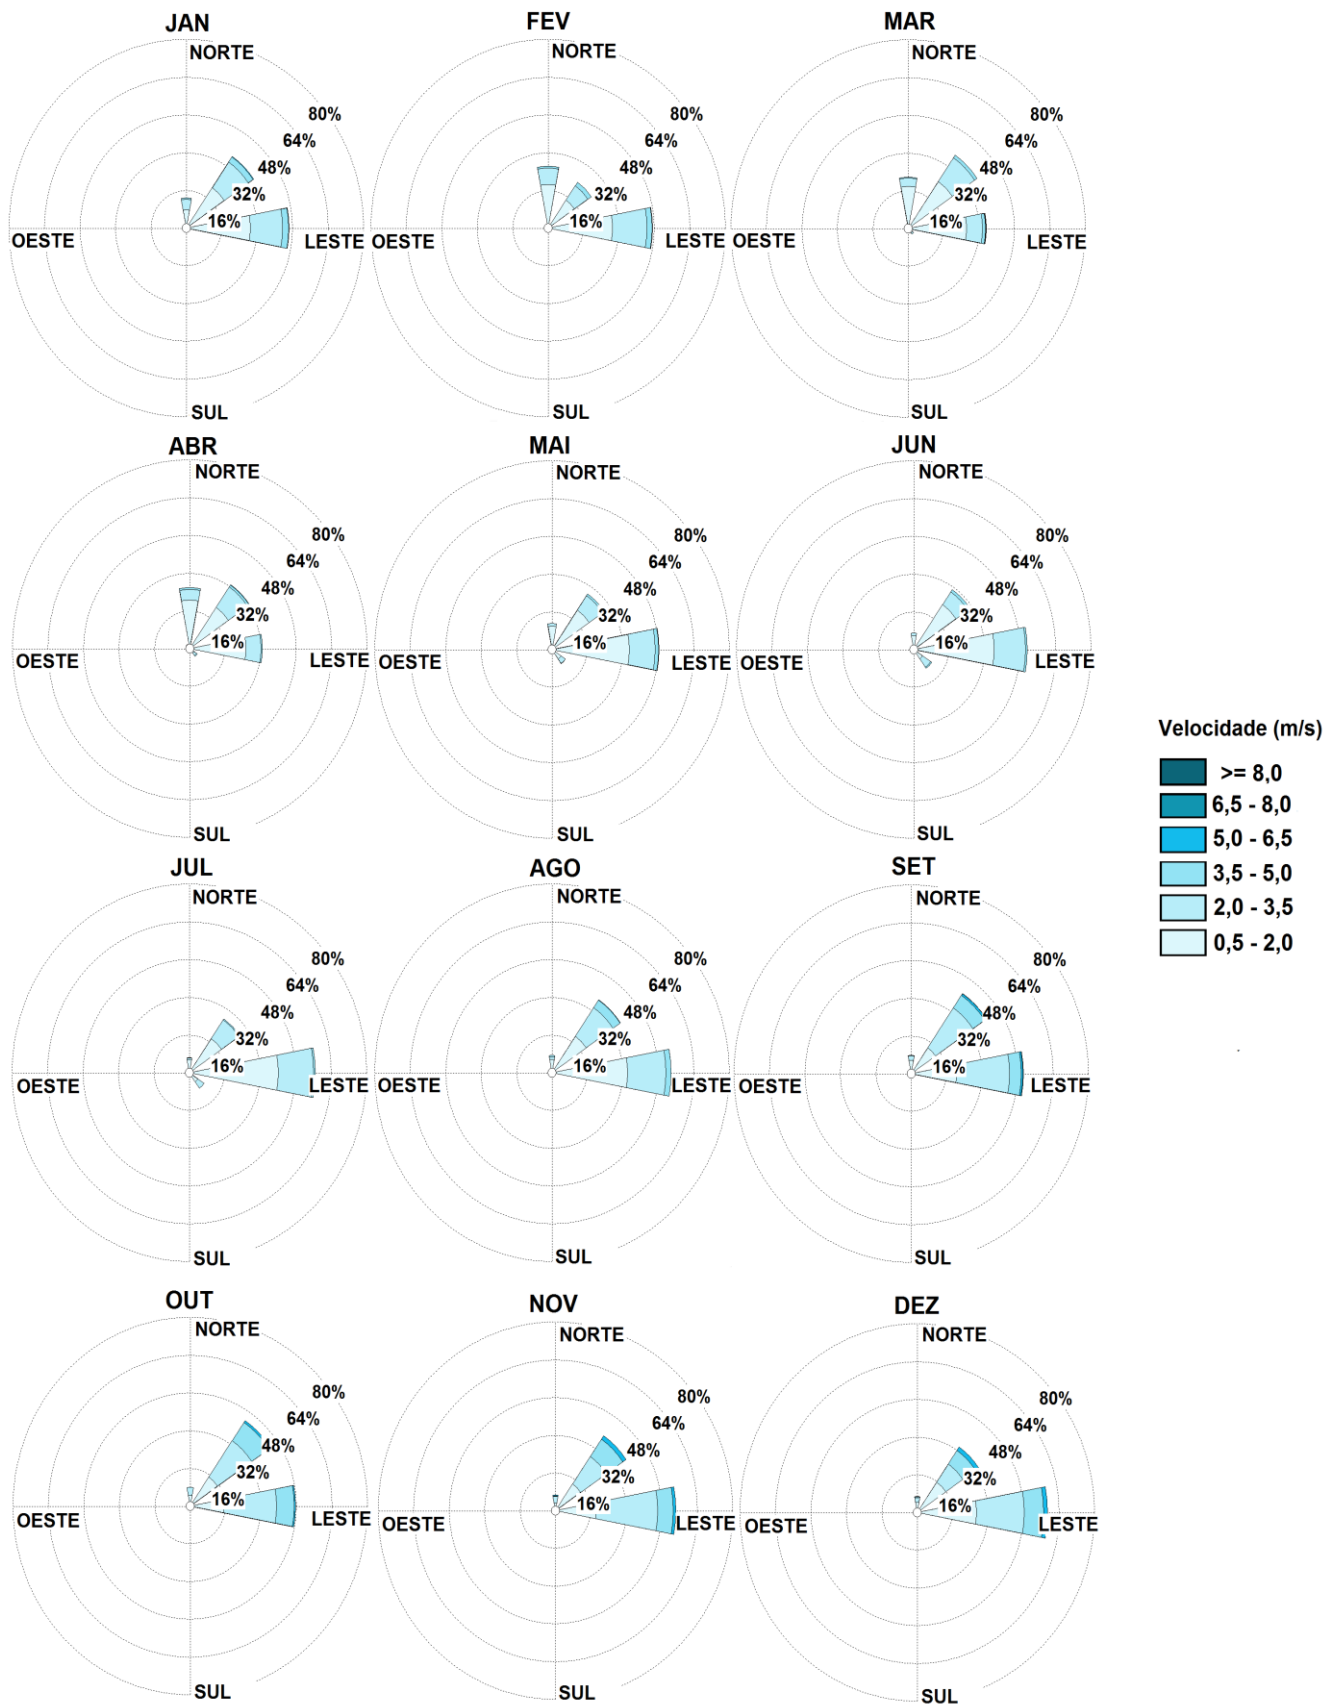 JAN
NORTE
80%
64%
48%
32%
16%
OESTE
LESTE
SUL
FEV
NORTE
80%
64%
48%
32%
16%
OESTE
LESTE
SUL
MAR
NORTE
80%
64%
48%
32%
16%
OESTE
LESTE
SUL
ABR
NORTE
80%
64%
48%
32%
16%
OESTE
LESTE
SUL
MAI
NORTE
80%
64%
48%
32%
16%
OESTE
LESTE
SUL
JUN
NORTE
80%
64%
48%
32%
16%
OESTE
LESTE
SUL
JUL
NORTE
80%
64%
48%
32%
16%
OESTE
LESTE
SUL
AGO
NORTE
80%
64%
48%
32%
16%
OESTE
LESTE
SUL
SET
NORTE
80%
64%
48%
32%
16%
OESTE
LESTE
SUL
OUT
NORTE
80%
64%
48%
32%
16%
OESTE
LESTE
SUL
NOV
NORTE
80%
64%
48%
32%
16%
OESTE
LESTE
SUL
DEZ
NORTE
80%
64%
48%
32%
16%
OESTE
LESTE
SUL
Velocidade (m/s)
>= 8,0
6,5 - 8,0
5,0 - 6,5
3,5 - 5,0
2,0 - 3,5
0,5 - 2,0